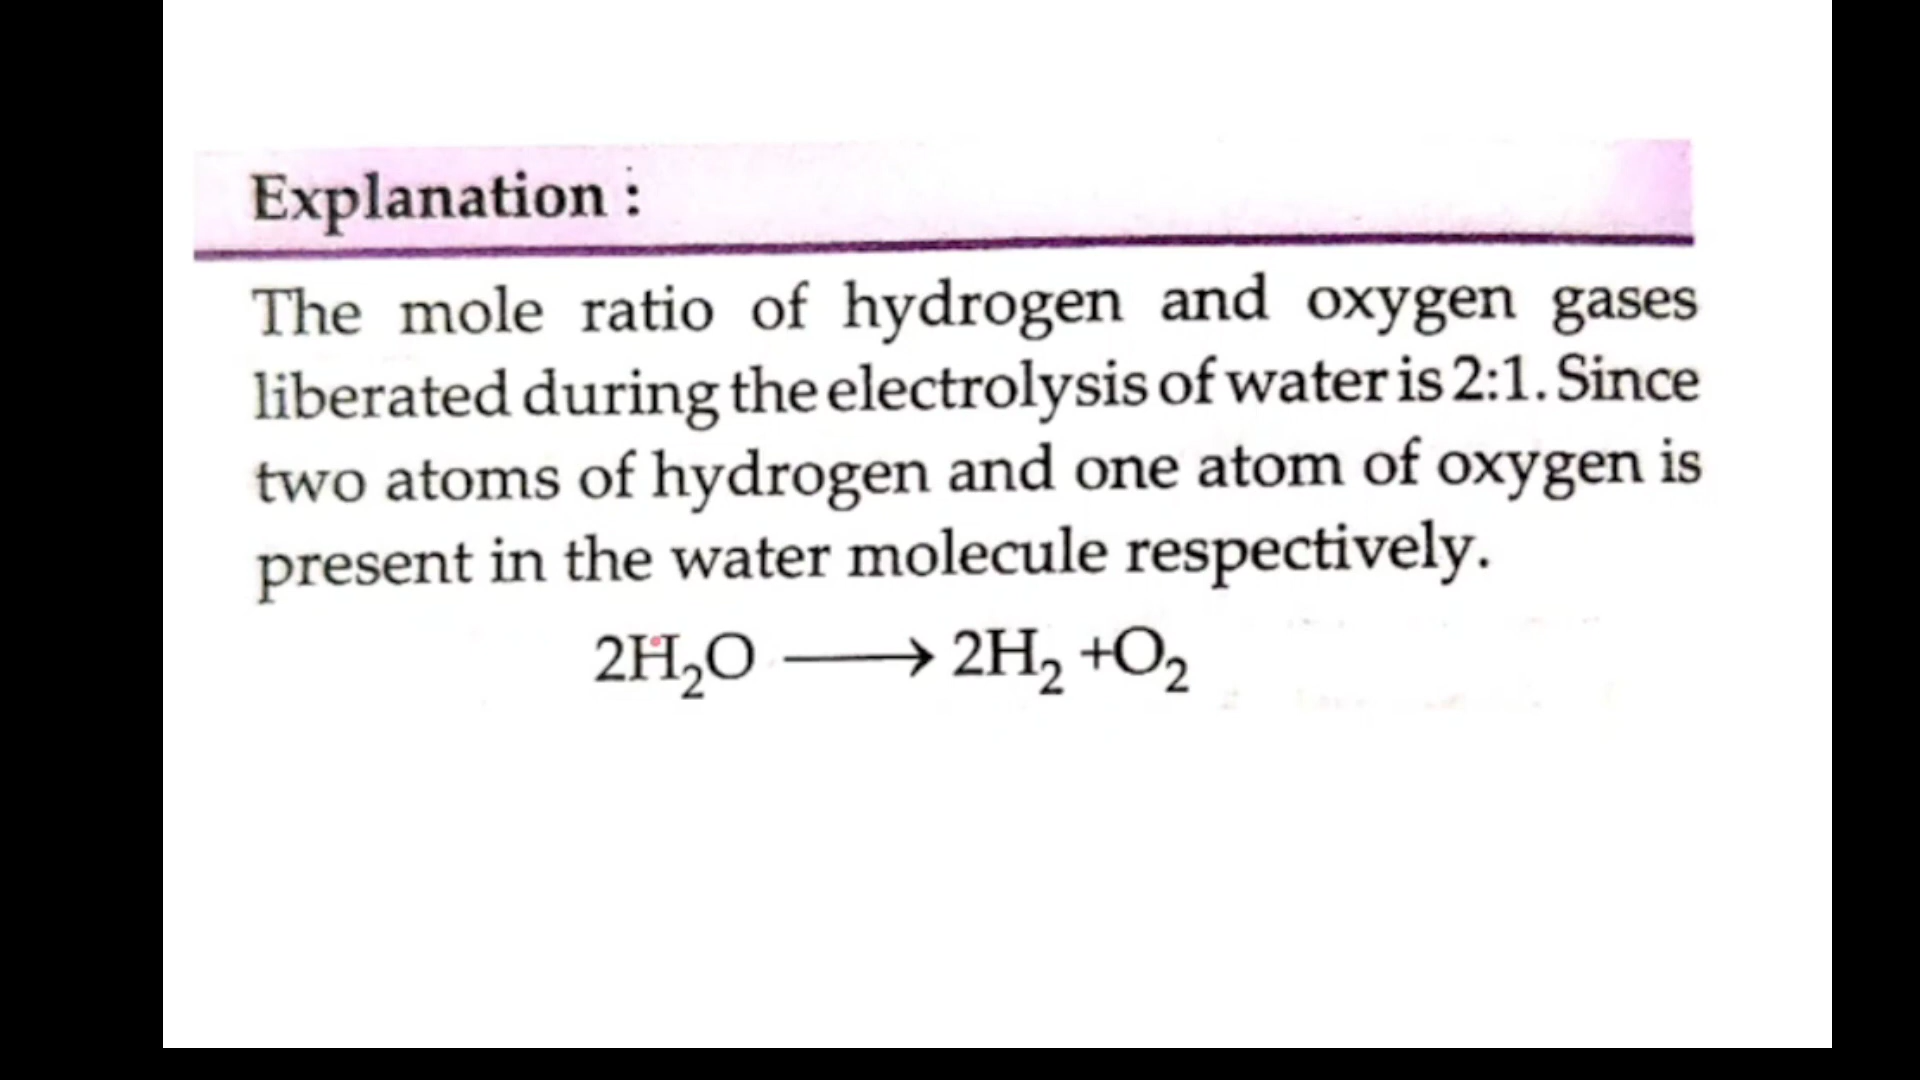 Explanation :
The mole ratio of hydrogen and oxygen gases
liberated during the electrolysis of water is 2:1. Since
two atoms of hydrogen and one atom of oxygen is
present in the water molecule respectively.
2H₂O ⟶ 2H₂ +O₂